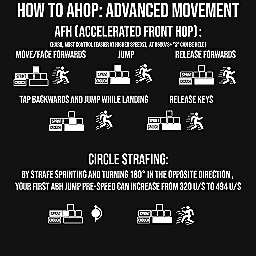 HOW TO AHOP: ADVANCED MOVEMENT
AFH (ACCELERATED FRONT HOP):
MOVE/FACE FORWARDS JUMP RELEASE FORWARDS
TAP BACKWARDS AND JUMP WHILE LANDING RELEASE KEYS
CIRCLE STRAFING:
BY STRAFE SPRINTING AND TURNING 180° IN THE OPPOSITE DIRECTION,
YOUR FIRST ABH JUMP PRE-SPEED CAN INCREASE FROM 320 U/S TO 494 U/S